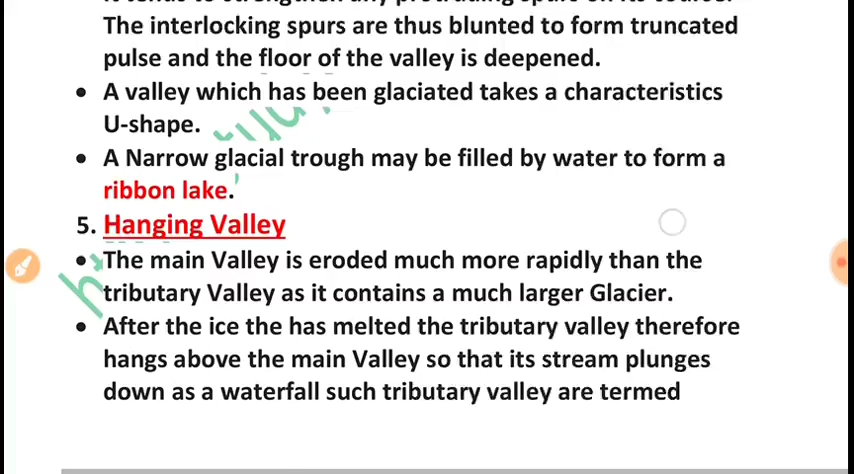 The interlocking spurs are thus blunted to form truncated
pulse and the floor of the valley is deepened.
• A valley which has been glaciated takes a characteristics
U-shape.
• A Narrow glacial trough may be filled by water to form a
ribbon lake.
5. Hanging Valley
• The main Valley is eroded much more rapidly than the
tributary Valley as it contains a much larger Glacier.
• After the ice the has melted the tributary valley therefore
hangs above the main Valley so that its stream plunges
down as a waterfall such tributary valley are termed